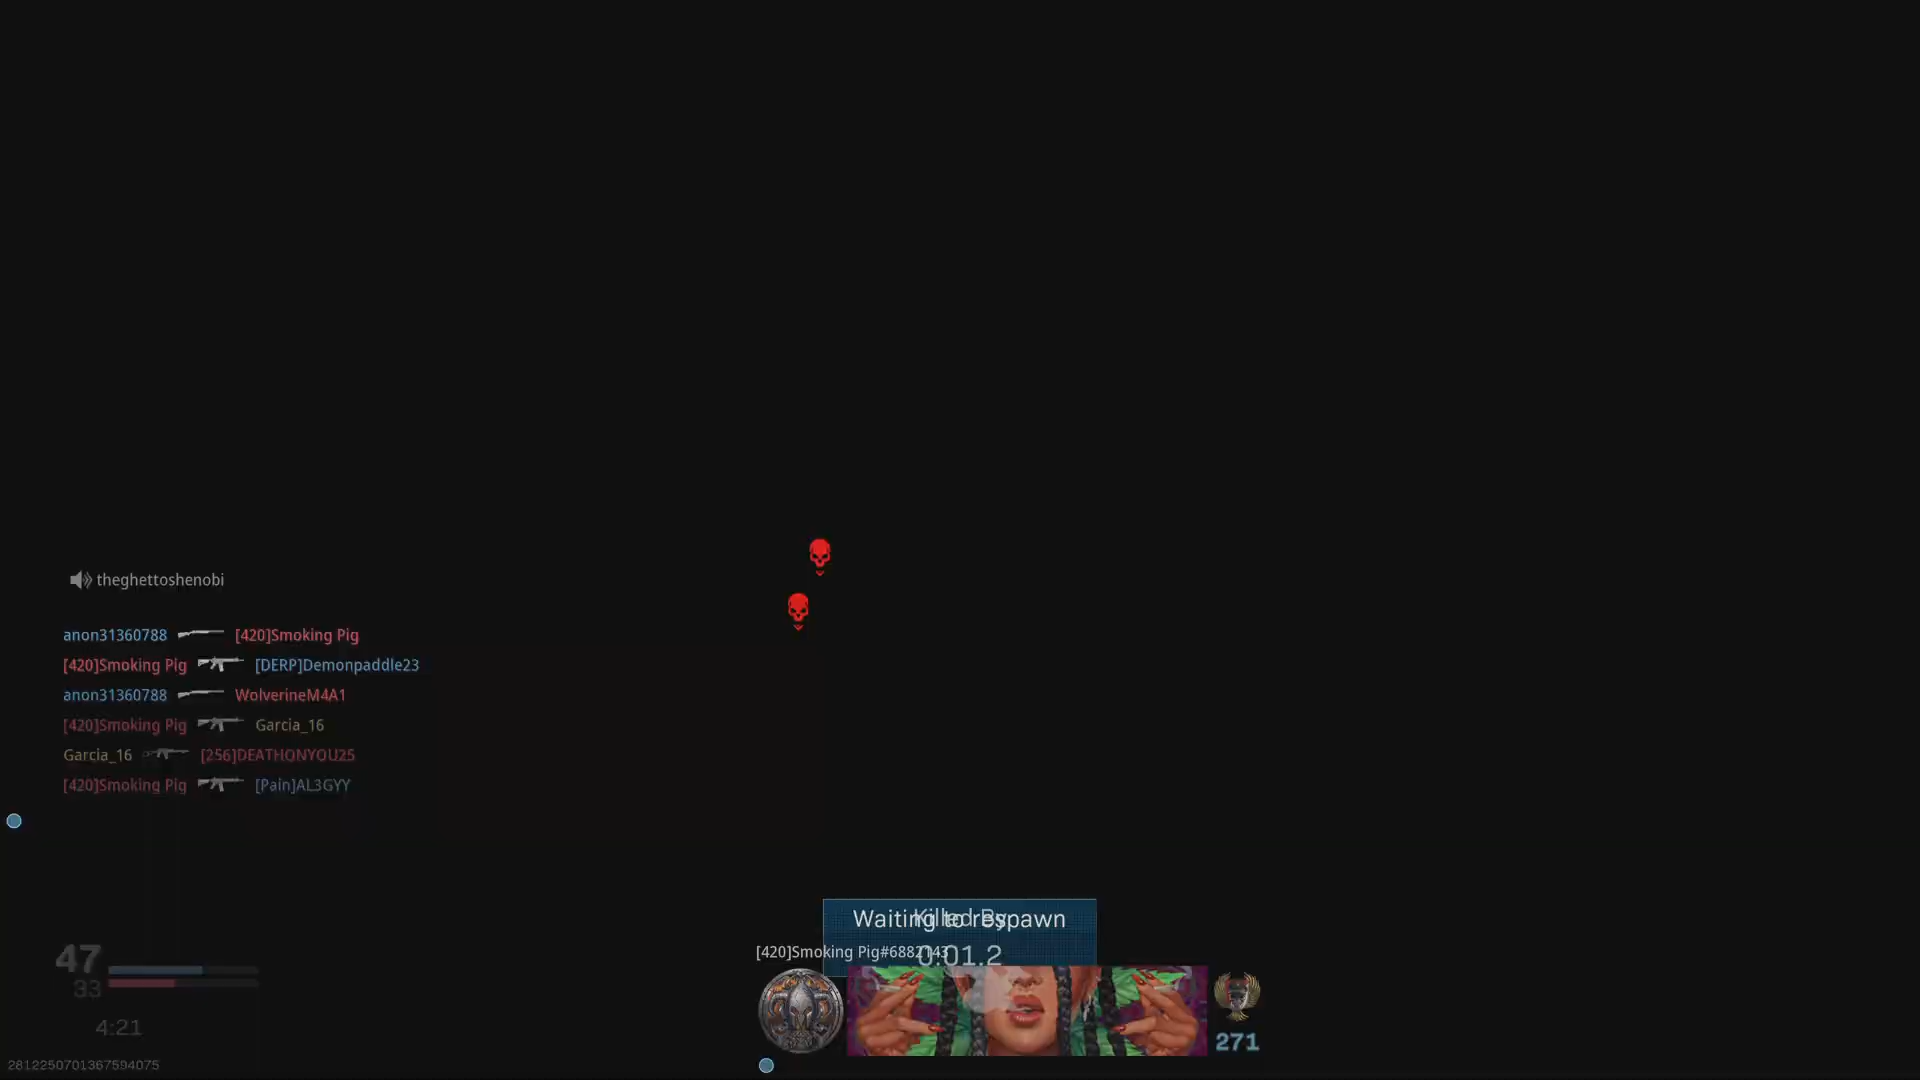 theghettoshenobi
anon31360788 [420]Smoking Pig
[420]Smoking Pig [DERP]Demonpaddle23
anon31360788 WolverineM4A1
[420]Smoking Pig Garcia_16
Garcia_16 [256]DEATHONYOU25
[420]Smoking Pig [Pain]AL3GYY
Waiting to respawn
Killed By
[420]Smoking Pig#6882143
0:01.2
47
33
4:21
271
2812250701367594075